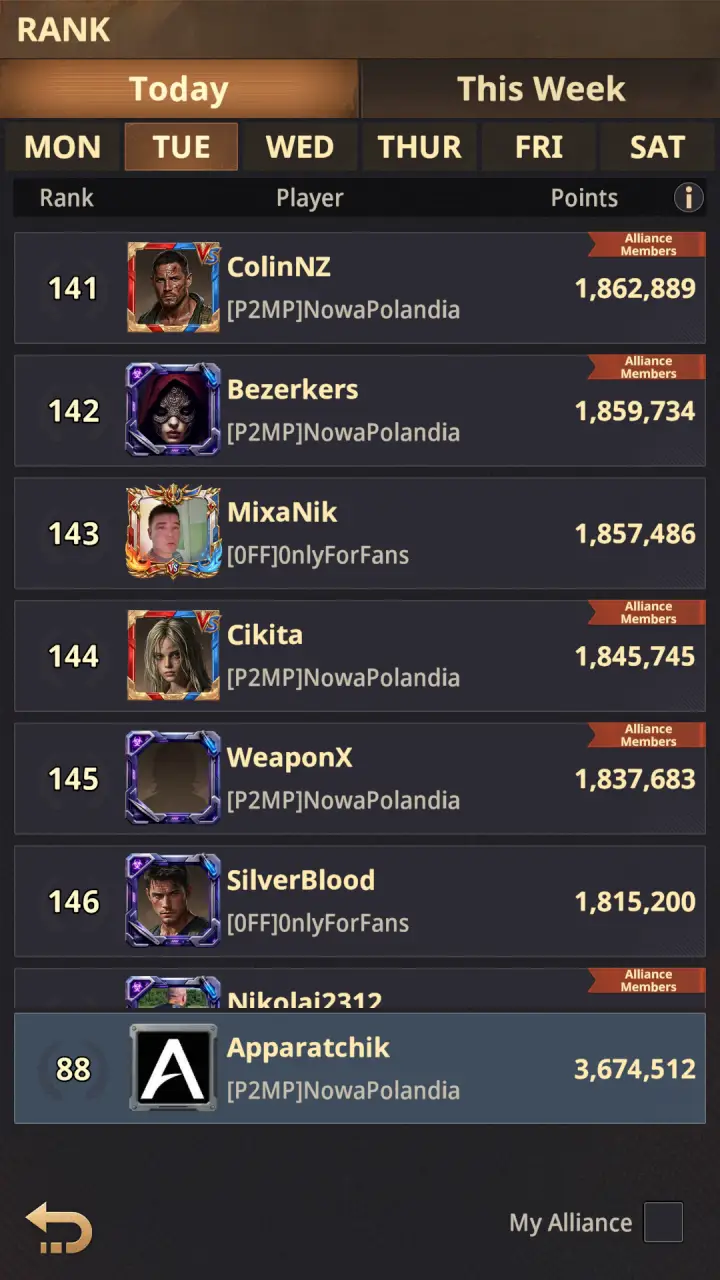 RANK
Today
This Week
MON
TUE
WED
THUR
FRI
SAT
Rank
Player
Points
Alliance
Members
141
ColinNZ
[P2MP]NowaPolandia
1,862,889
Alliance
Members
142
Bezerkers
[P2MP]NowaPolandia
1,859,734
143
MixaNik
[0FF]0nlyForFans
1,857,486
Alliance
Members
144
Cikita
[P2MP]NowaPolandia
1,845,745
Alliance
Members
145
WeaponX
[P2MP]NowaPolandia
1,837,683
146
SilverBlood
[0FF]0nlyForFans
1,815,200
Alliance
Members
Nikolai2312
88
Apparatchik
[P2MP]NowaPolandia
3,674,512
My Alliance